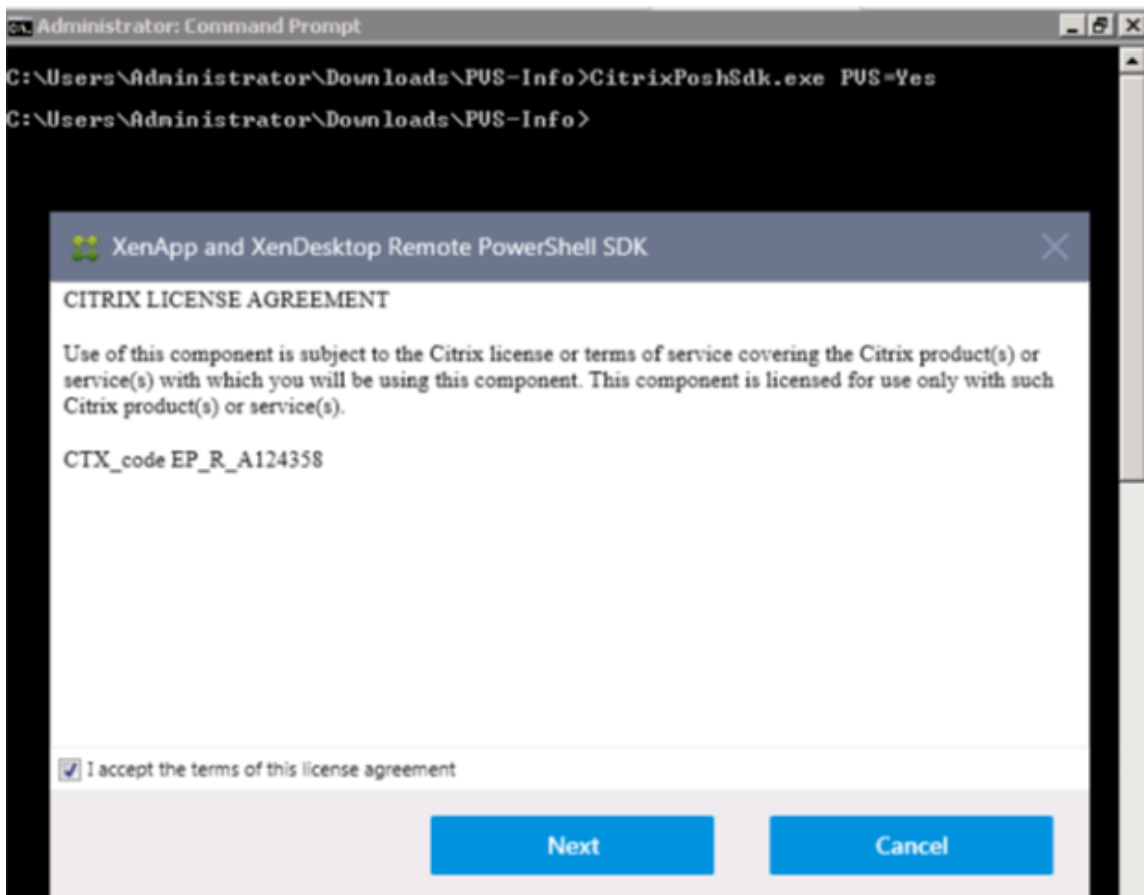 Administrator: Command Prompt
C:\Users\Administrator\Downloads\PVS-Info>CitrixPoshSdk.exe PVS=Yes
C:\Users\Administrator\Downloads\PVS-Info>
XenApp and XenDesktop Remote PowerShell SDK
CITRIX LICENSE AGREEMENT
Use of this component is subject to the Citrix license or terms of service covering the Citrix product(s) or
service(s) with which you will be using this component. This component is licensed for use only with such
Citrix product(s) or service(s).
CTX_code EP_R_A124358
I accept the terms of this license agreement
Next
Cancel